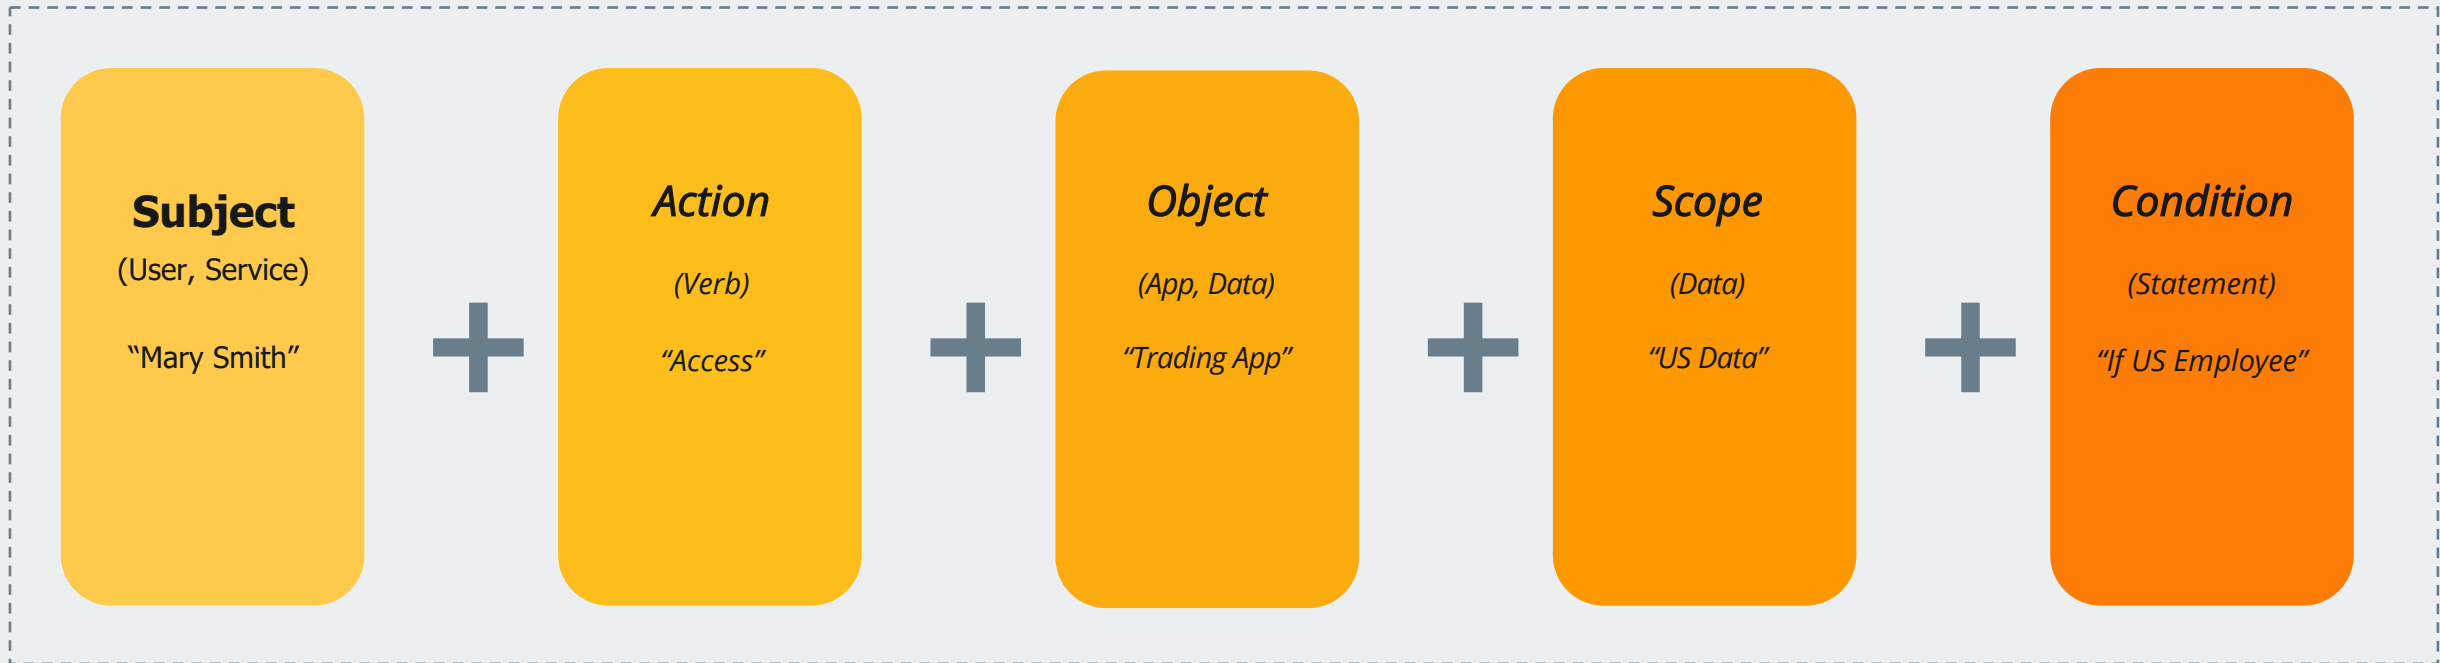 Subject
(User, Service)
“Mary Smith”
Action
(Verb)
“Access”
Object
(App, Data)
“Trading App”
Scope
(Data)
“US Data”
Condition
(Statement)
“If US Employee”